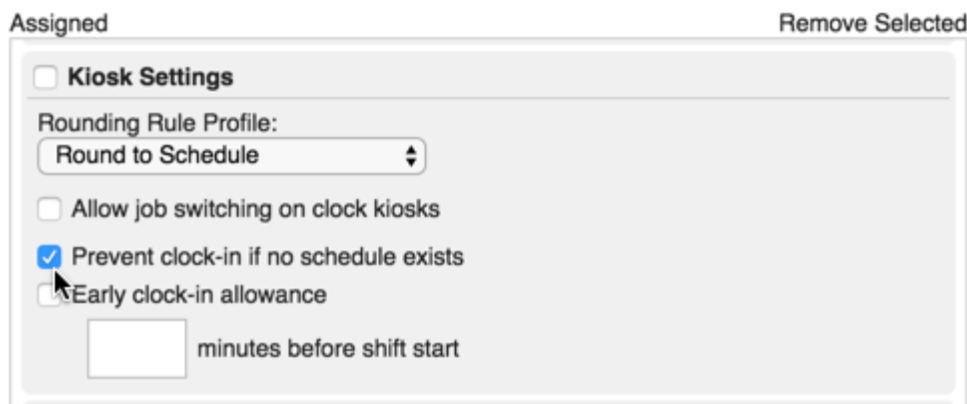 Assigned
Remove Selected
Kiosk Settings
Rounding Rule Profile:
Round to Schedule
Allow job switching on clock kiosks
Prevent clock-in if no schedule exists
Early clock-in allowance
minutes before shift start